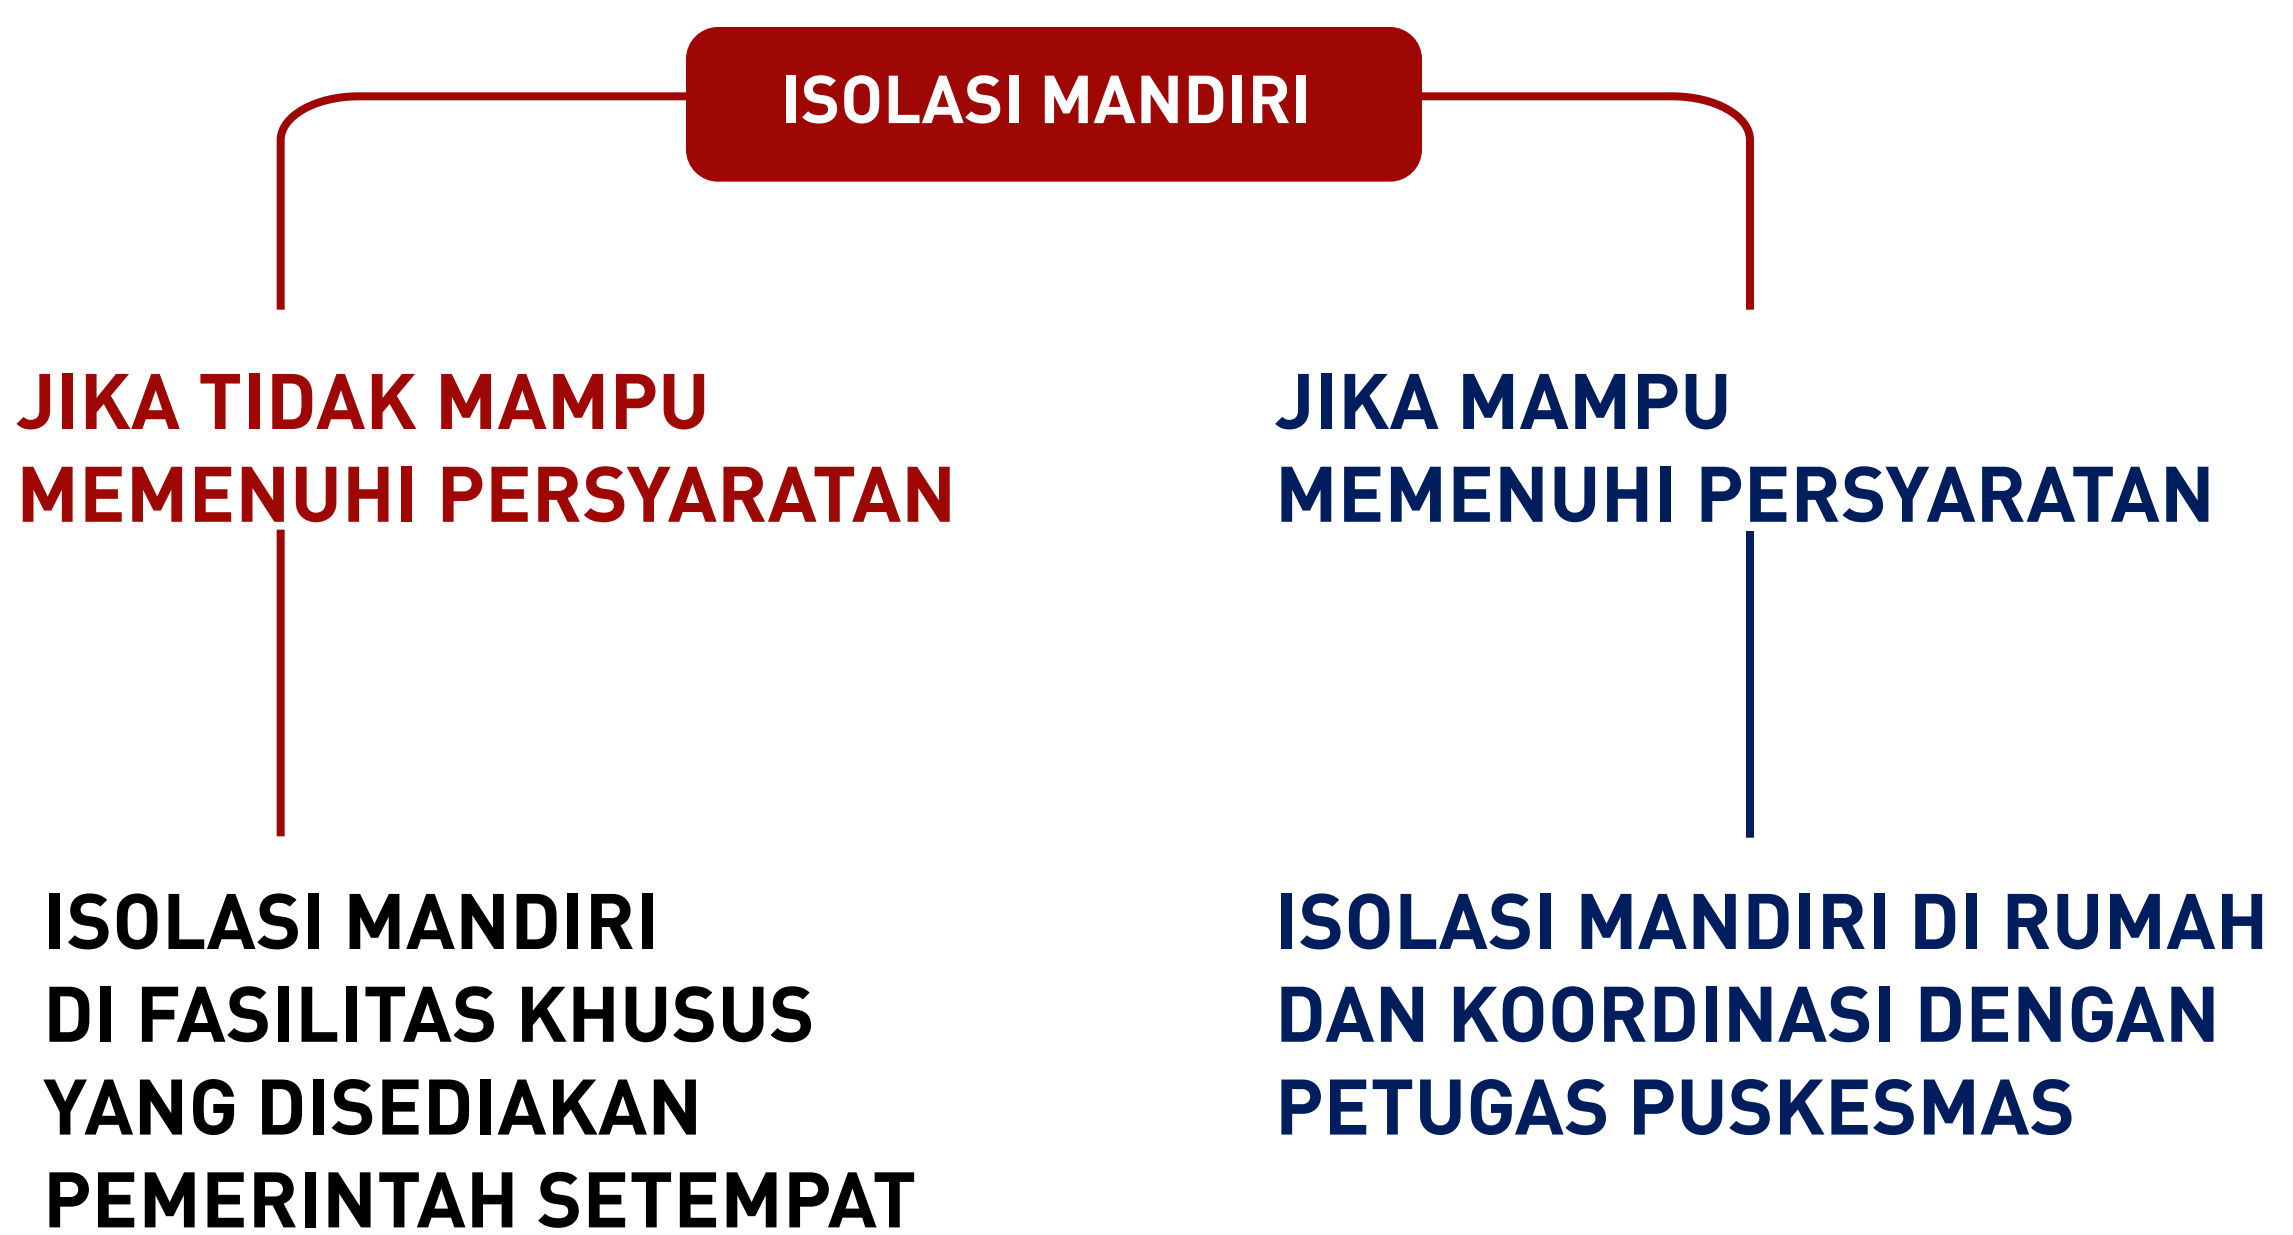 ISOLASI MANDIRI
JIKA TIDAK MAMPU
MEMENUHI PERSYARATAN
ISOLASI MANDIRI
DI FASILITAS KHUSUS
YANG DISEDIAKAN
PEMERINTAH SETEMPAT
JIKA MAMPU
MEMENUHI PERSYARATAN
ISOLASI MANDIRI DI RUMAH
DAN KOORDINASI DENGAN
PETUGAS PUSKESMAS